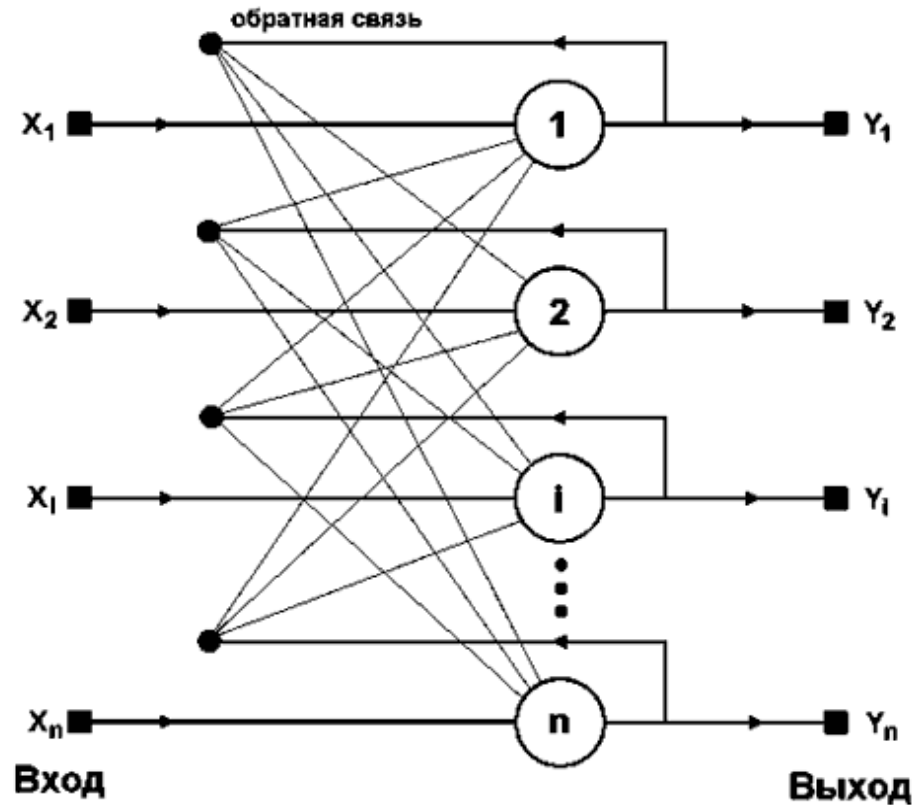 обратная связь
X1 1 Y1
X2 2 Y2
Xi i Yi
Xn n Yn
Вход Выход